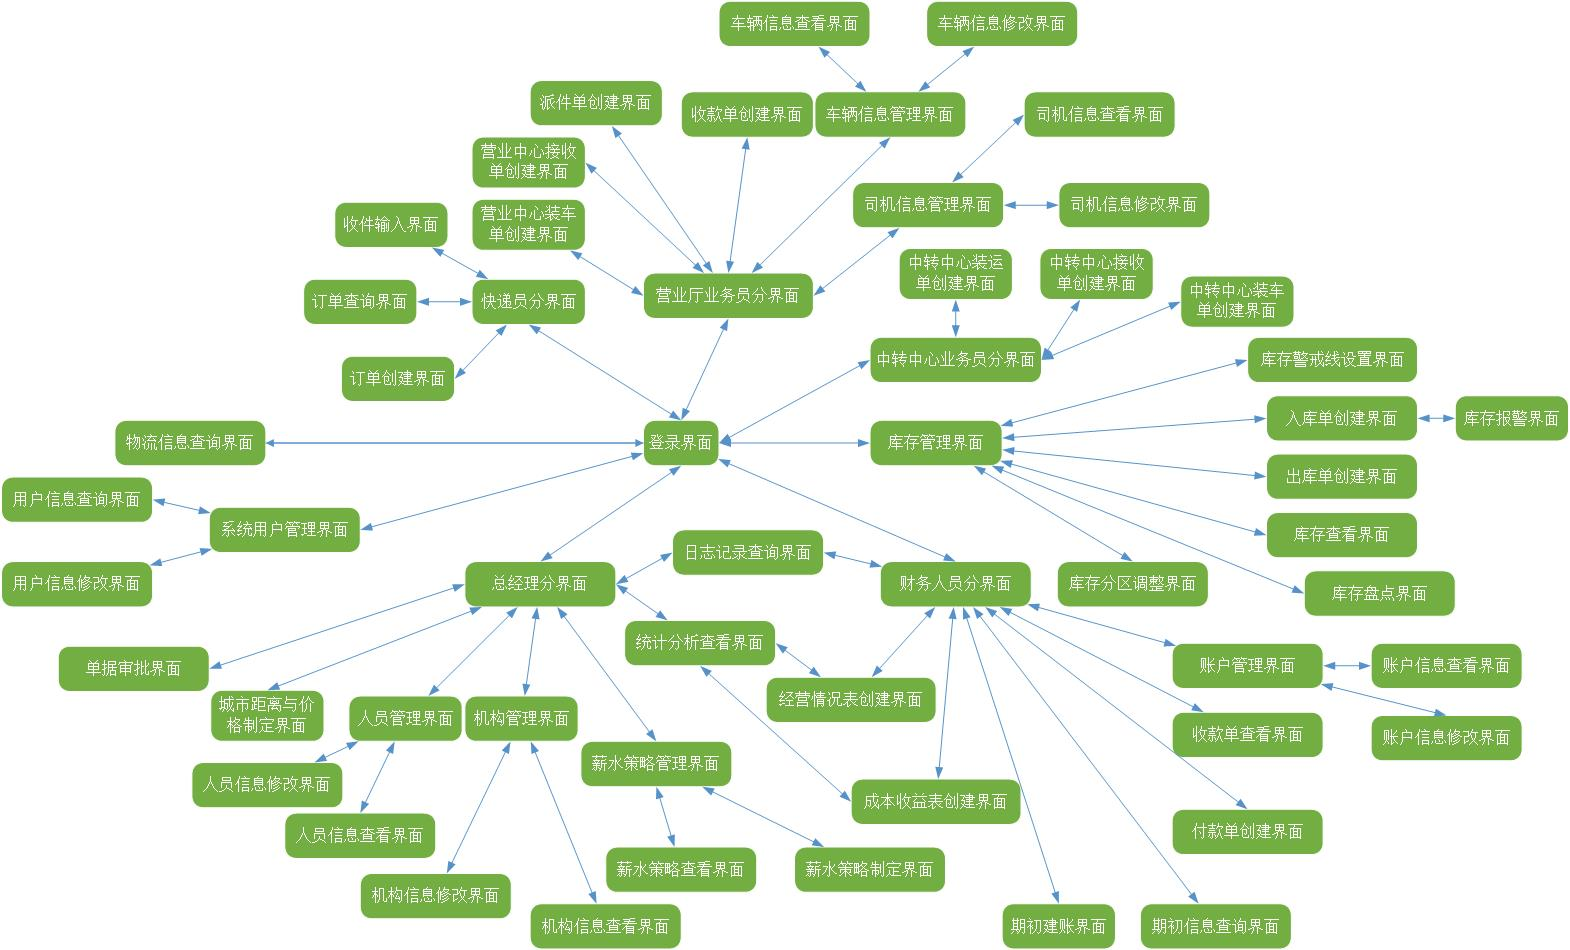 车辆信息查看界面
车辆信息修改界面
派件单创建界面
收款单创建界面
车辆信息管理界面
司机信息查看界面
营业中心接收
单创建界面
司机信息管理界面
司机信息修改界面
收件输入界面
营业中心装车
单创建界面
中转中心装运
单创建界面
中转中心接收
单创建界面
中转中心装车
单创建界面
订单查询界面
快递员分界面
营业厅业务员分界面
中转中心业务员分界面
库存警戒线设置界面
订单创建界面
入库单创建界面
库存报警界面
物流信息查询界面
登录界面
库存管理界面
出库单创建界面
用户信息查询界面
系统用户管理界面
库存查看界面
用户信息修改界面
总经理分界面
日志记录查询界面
财务人员分界面
库存分区调整界面
库存盘点界面
统计分析查看界面
单据审批界面
账户管理界面
账户信息查看界面
城市距离与价
格制定界面
人员管理界面
机构管理界面
经营情况表创建界面
收款单查看界面
账户信息修改界面
薪水策略管理界面
人员信息修改界面
成本收益表创建界面
人员信息查看界面
付款单创建界面
薪水策略查看界面
薪水策略制定界面
机构信息修改界面
机构信息查看界面
期初建账界面
期初信息查询界面